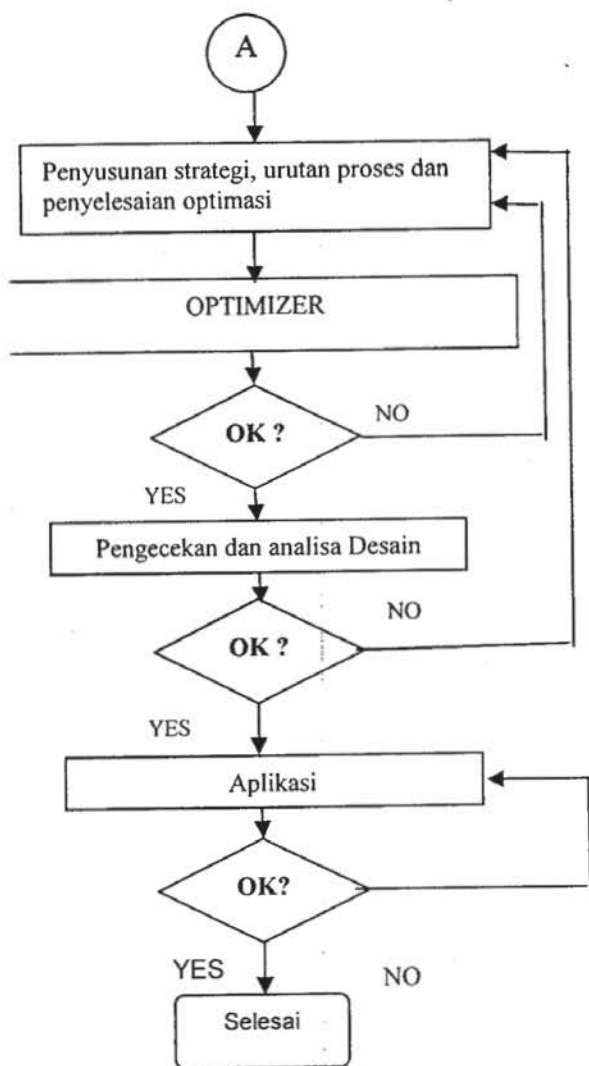 A
Penyusunan strategi, urutan proses dan
penyelesaian optimasi
OPTIMIZER
OK ?
NO
YES
Pengecekan dan analisa Desain
OK ?
NO
YES
Aplikasi
OK?
YES
NO
Selesai